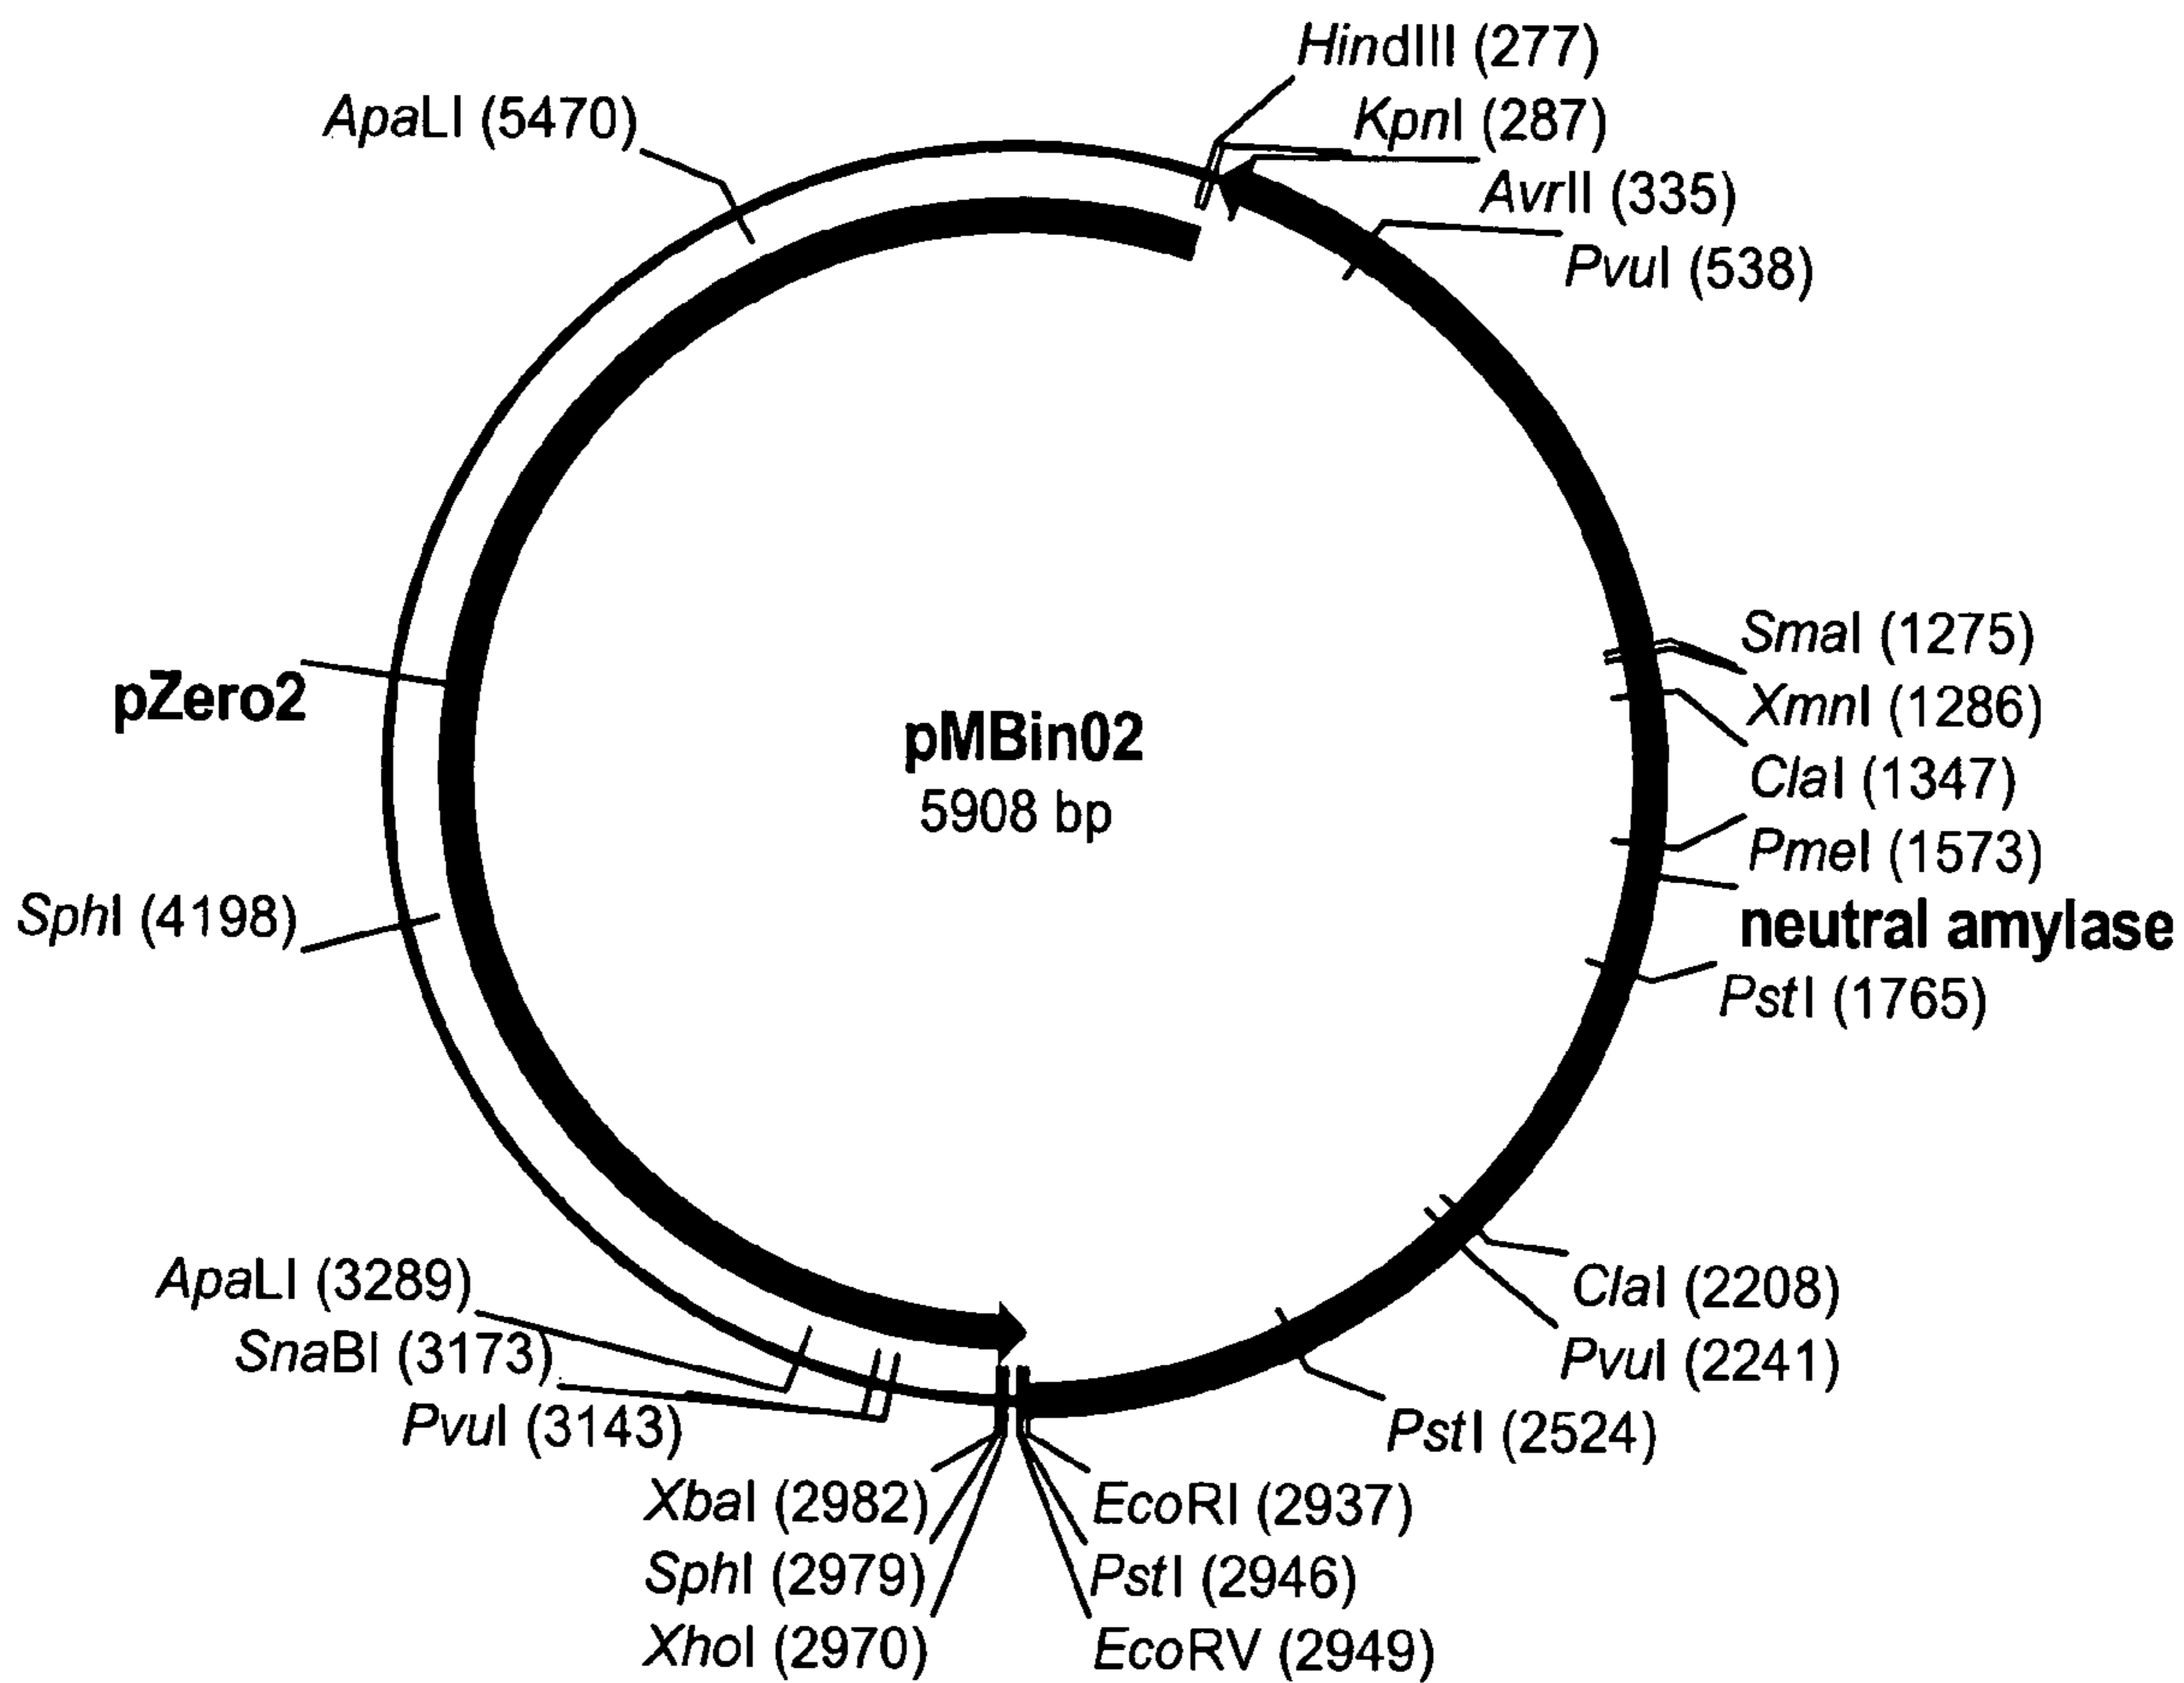 HindIII (277)
KpnI (287)
ApaLI (5470)
AvrII (335)
PvuI (538)
SmaI (1275)
XmnI (1286)
pZero2
pMBin02
ClaI (1347)
5908 bp
PmeI (1573)
SphI (4198)
neutral amylase
PstI (1765)
ApaLI (3289)
ClaI (2208)
SnaBI (3173)
PvuI (2241)
PvuI (3143)
PstI (2524)
XbaI (2982)
EcoRI (2937)
SphI (2979)
PstI (2946)
XhoI (2970)
EcoRV (2949)